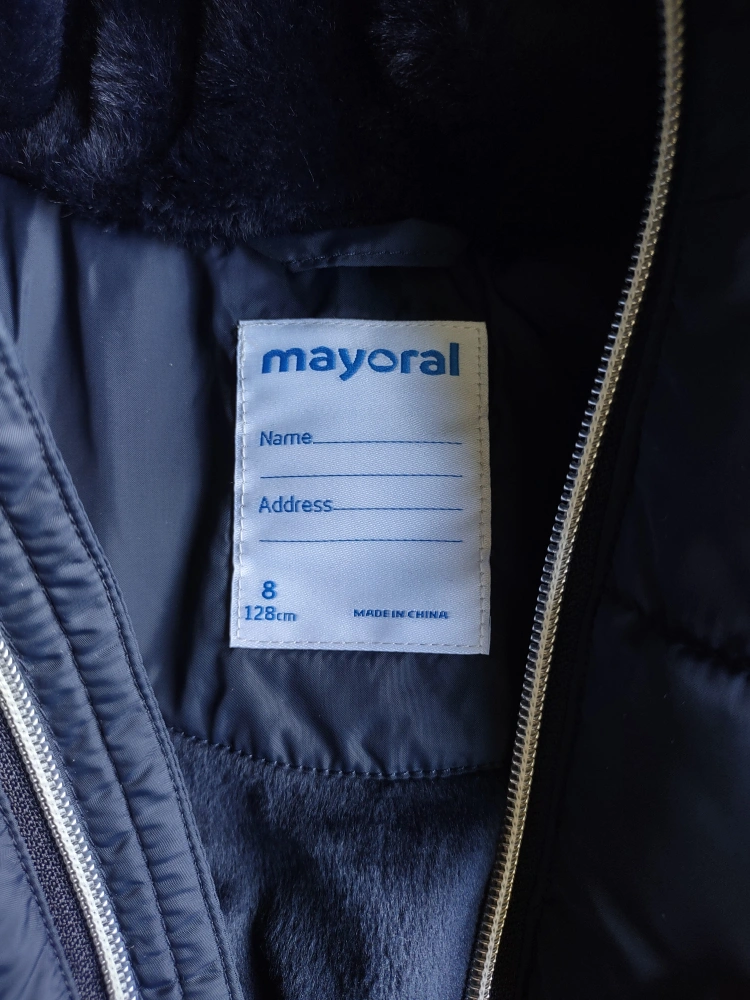 mayoral
Name
Address
8
128cm
MADE IN CHINA